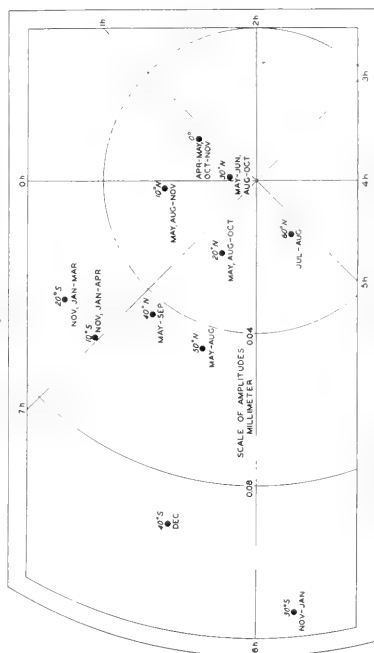 7h
0h
1h
20°S
NOV, JAN-MAR
10°S
NOV, JAN-APR
40°N
MAY-SEP
10°N
MAY, AUG-NOV
40°S
DEC
0°
APR-MAY,
OCT-NOV
50°N
MAY-AUG
20°N
MAY, AUG-OCT
30°N
MAY-JUN,
AUG-OCT
SCALE OF AMPLITUDES
MILLIMETER
6h
0.08
0.04
2h
60°N
JUL-AUG
30°S
NOV-JAN
5h
4h
3h